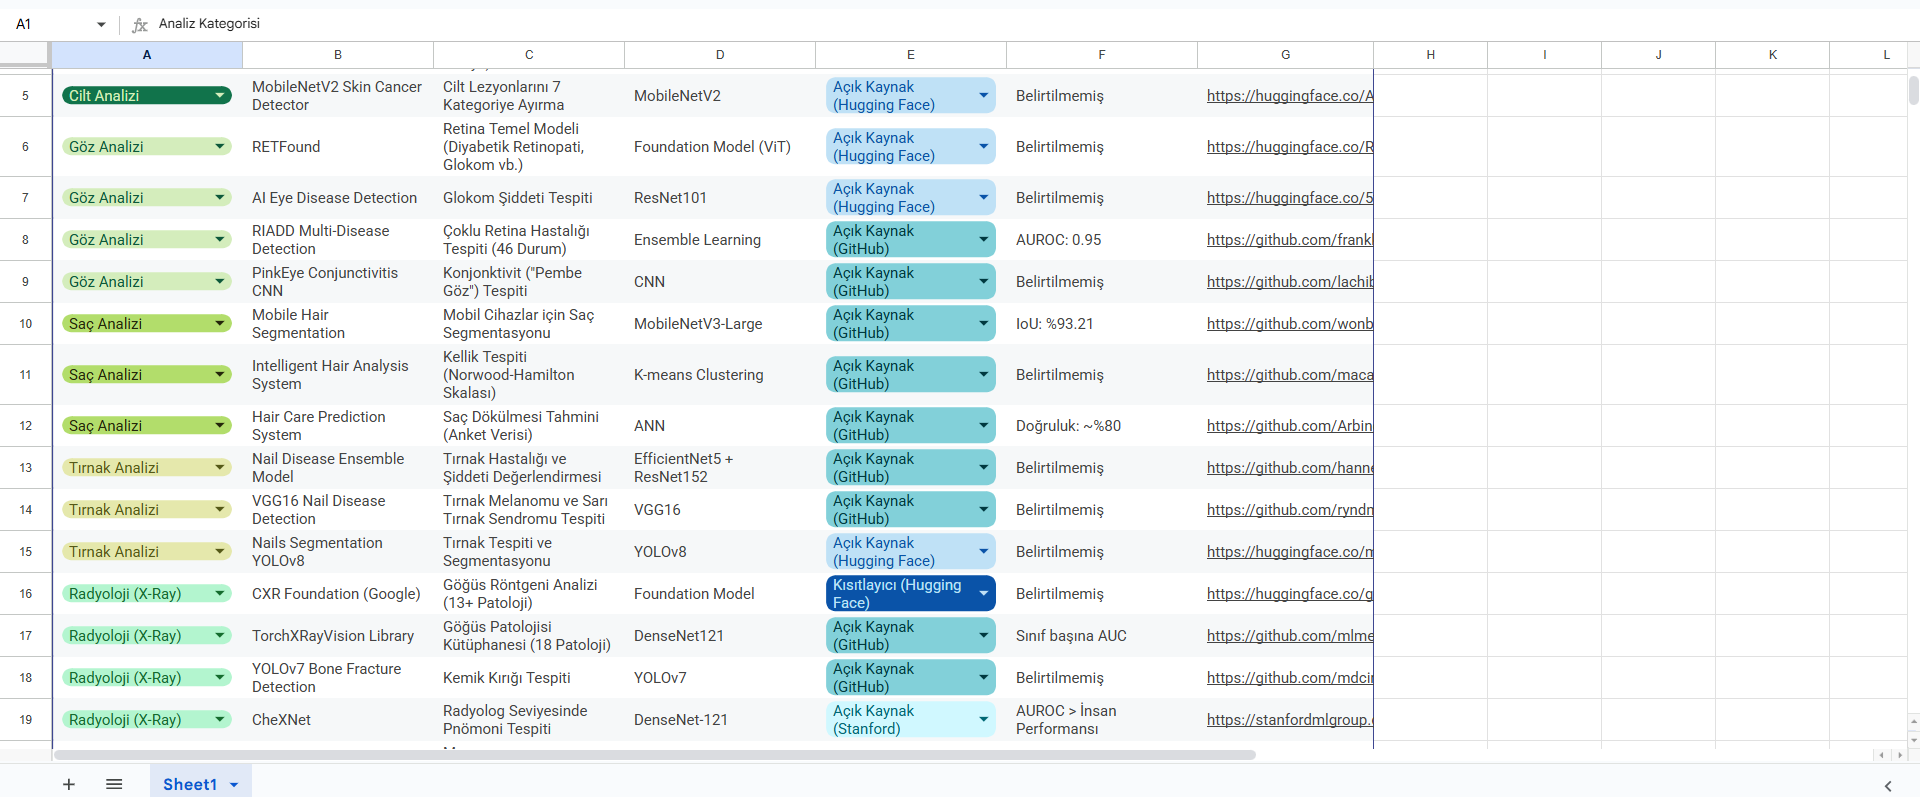 A1
fx
Analiz Kategorisi
A B C D E F G H I J K L
5
Cilt Analizi
MobileNetV2 Skin Cancer
Detector
Cilt Lezyonlarını 7
Kategoriye Ayırma
MobileNetV2
Açık Kaynak
(Hugging Face)
Belirtilmemiş
https://huggingface.co/A
6
Göz Analizi
RETFound
Retina Temel Modeli
(Diyabetik Retinopati,
Glokom vb.)
Foundation Model (ViT)
Açık Kaynak
(Hugging Face)
Belirtilmemiş
https://huggingface.co/R
7
Göz Analizi
AI Eye Disease Detection
Glokom Şiddeti Tespiti
ResNet101
Açık Kaynak
(Hugging Face)
Belirtilmemiş
https://huggingface.co/5
8
Göz Analizi
RIADD Multi-Disease
Detection
Çoklu Retina Hastalığı
Tespiti (46 Durum)
Ensemble Learning
Açık Kaynak
(GitHub)
AUROC: 0.95
https://github.com/frankl
9
Göz Analizi
PinkEye Conjunctivitis
CNN
Konjonktivit ("Pembe
Göz") Tespiti
CNN
Açık Kaynak
(GitHub)
Belirtilmemiş
https://github.com/lachib
10
Saç Analizi
Mobile Hair
Segmentation
Mobil Cihazlar için Saç
Segmentasyonu
MobileNetV3-Large
Açık Kaynak
(GitHub)
IoU: %93.21
https://github.com/wonb
11
Saç Analizi
Intelligent Hair Analysis
System
Kellik Tespiti
(Norwood-Hamilton
Skalası)
K-means Clustering
Açık Kaynak
(GitHub)
Belirtilmemiş
https://github.com/maca
12
Saç Analizi
Hair Care Prediction
System
Saç Dökülmesi Tahmini
(Anket Verisi)
ANN
Açık Kaynak
(GitHub)
Doğruluk: ~%80
https://github.com/Arbin
13
Tırnak Analizi
Nail Disease Ensemble
Model
Tırnak Hastalığı ve
Şiddeti Değerlendirmesi
EfficientNet5 +
ResNet152
Açık Kaynak
(GitHub)
Belirtilmemiş
https://github.com/hanne
14
Tırnak Analizi
VGG16 Nail Disease
Detection
Tırnak Melanomu ve Sarı
Tırnak Sendromu Tespiti
VGG16
Açık Kaynak
(GitHub)
Belirtilmemiş
https://github.com/ryndm
15
Tırnak Analizi
Nails Segmentation
YOLOv8
Tırnak Tespiti ve
Segmentasyonu
YOLOv8
Açık Kaynak
(Hugging Face)
Belirtilmemiş
https://huggingface.co/m
16
Radyoloji (X-Ray)
CXR Foundation (Google)
Göğüs Röntgeni Analizi
(13+ Patoloji)
Foundation Model
Kısıtlayıcı (Hugging
Face)
Belirtilmemiş
https://huggingface.co/g
17
Radyoloji (X-Ray)
TorchXRayVision Library
Göğüs Patolojisi
Kütüphanesi (18 Patoloji)
DenseNet121
Açık Kaynak
(GitHub)
Sınıf başına AUC
https://github.com/mlme
18
Radyoloji (X-Ray)
YOLOv7 Bone Fracture
Detection
Kemik Kırığı Tespiti
YOLOv7
Açık Kaynak
(GitHub)
Belirtilmemiş
https://github.com/mdcin
19
Radyoloji (X-Ray)
CheXNet
Radyolog Seviyesinde
Pnömoni Tespiti
DenseNet-121
Açık Kaynak
(Stanford)
AUROC > İnsan
Performansı
https://stanfordmlgroup.
Sheet1